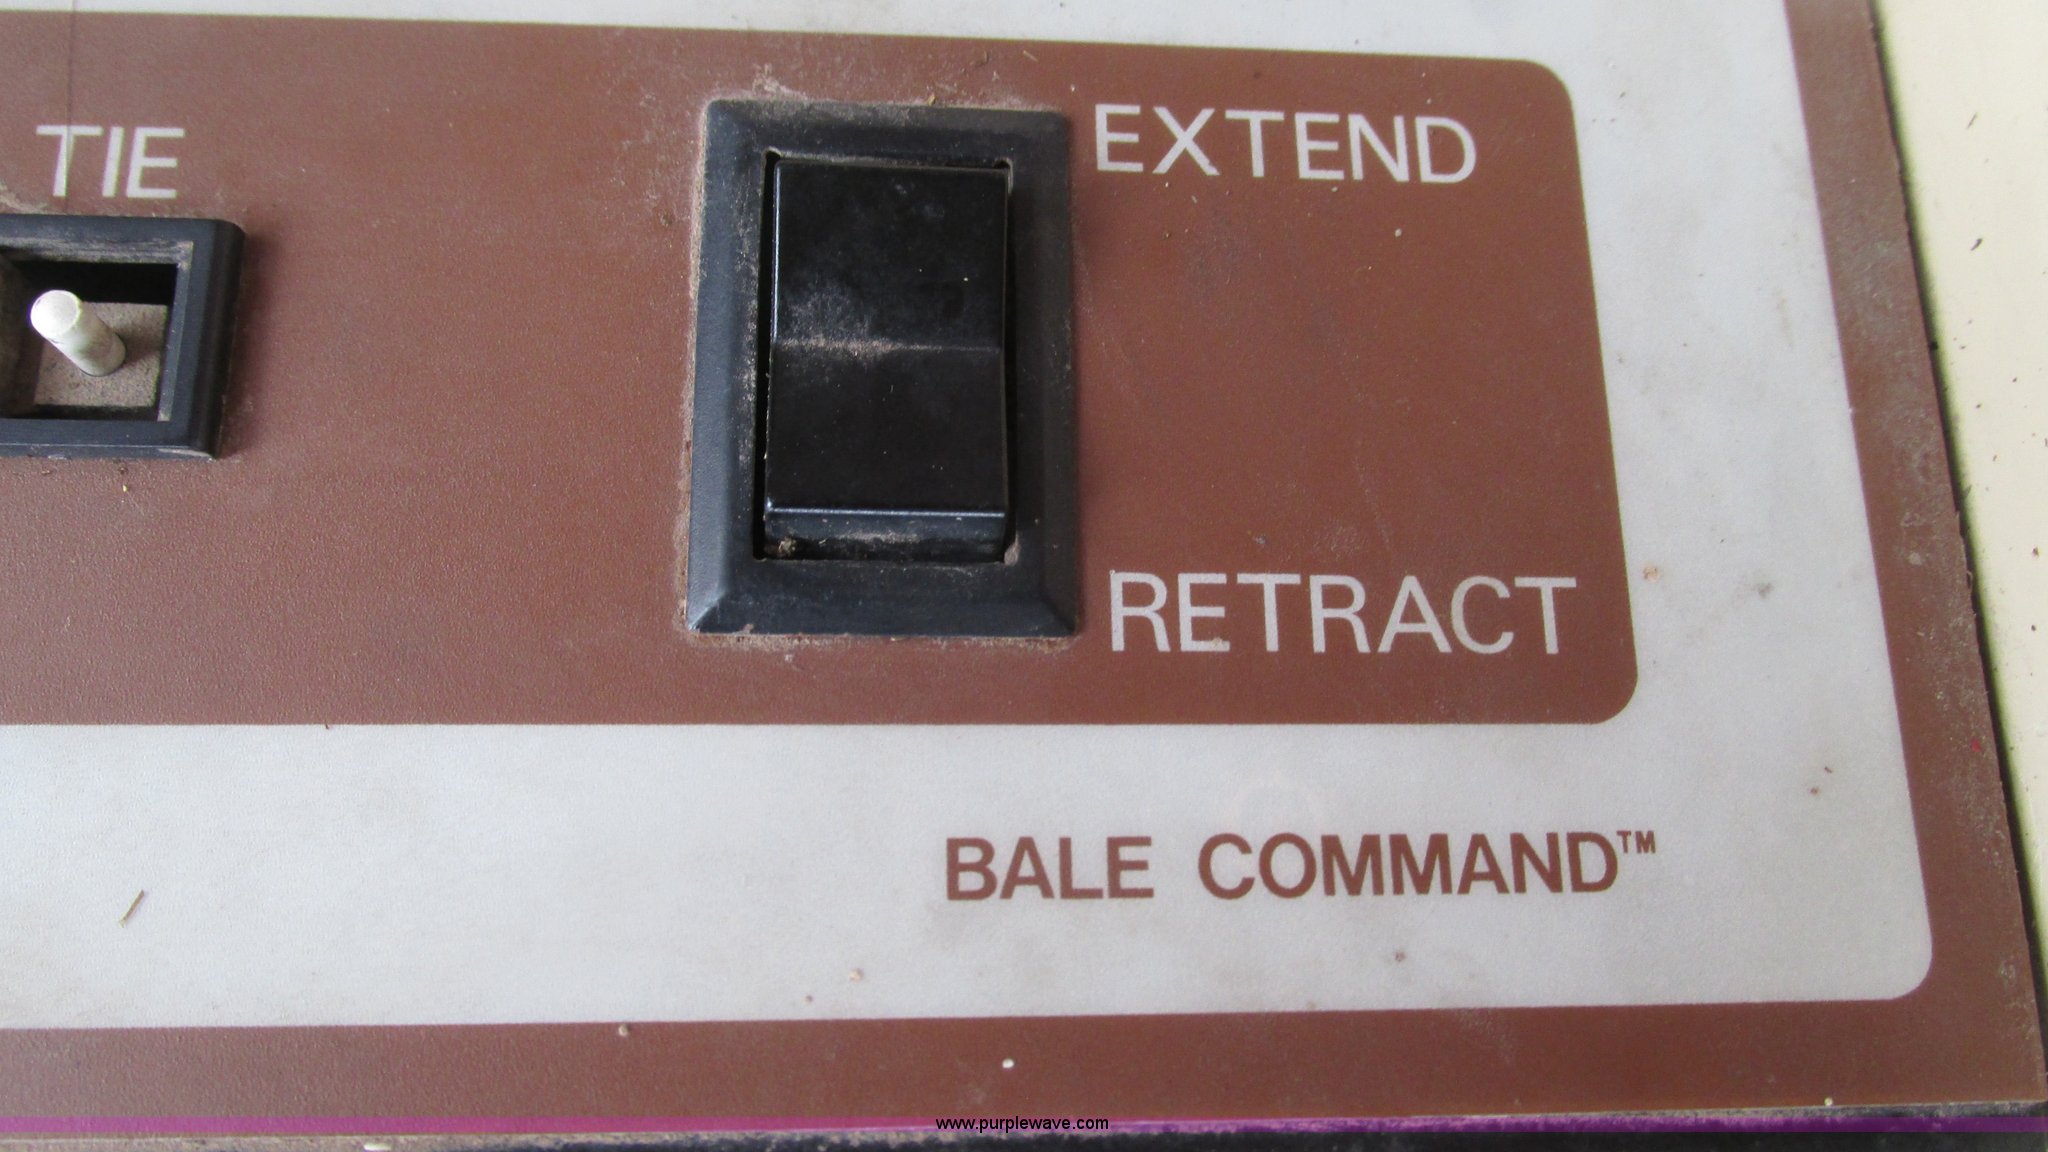 TIE
EXTEND
RETRACT
BALE COMMAND™
www.purplewave.com